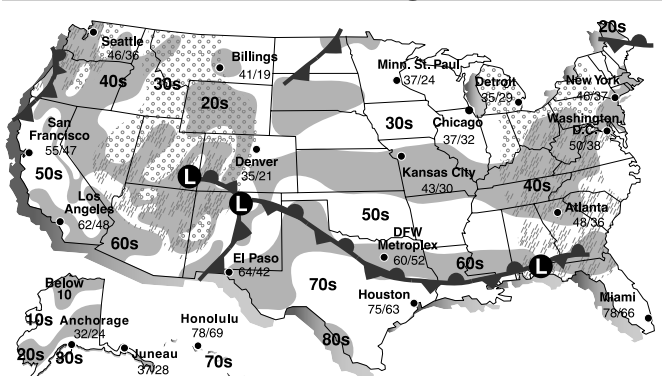 20s
Seattle
46/36
Billings
41/19
Minn. St. Paul
37/24
Detroit
35/29
New York
46/37
40s
30s
20s
30s
Chicago
37/32
Washington,
D.C.
50/38
San
Francisco
55/47
Denver
35/21
Kansas City
43/30
50s
L
L
40s
Los
Angeles
62/48
50s
Atlanta
48/36
60s
DFW
Metroplex
60/52
El Paso
64/42
60s
L
70s
Houston
75/63
Miami
78/66
Below
10
10s
Anchorage
32/24
Honolulu
78/69
80s
20s
30s
Juneau
37/28
70s